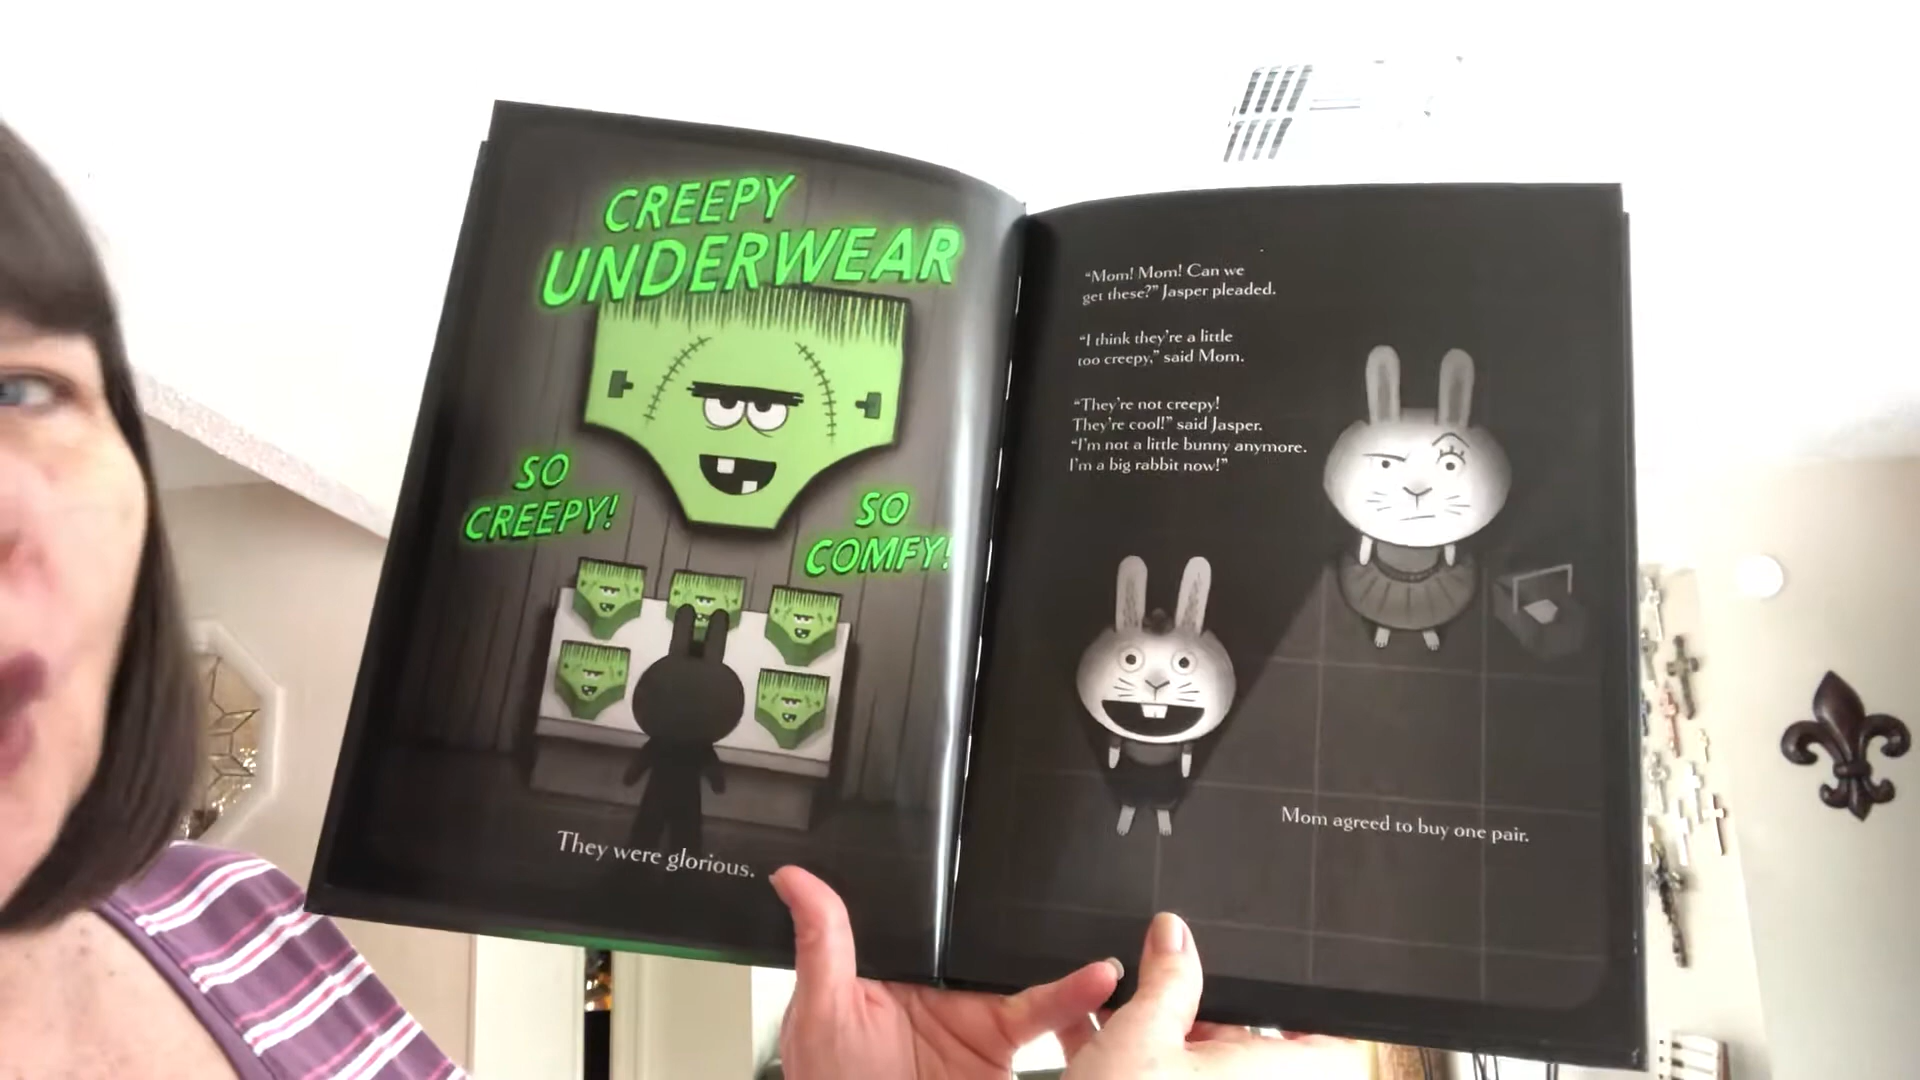 CREEPY
UNDERWEAR
SO
CREEPY!
SO
COMFY!
They were glorious.
“Mom! Mom! Can we
get these?” Jasper pleaded.
“I think they’re a little
too creepy,” said Mom.
“They’re not creepy!
They’re cool!” said Jasper.
“I’m not a little bunny anymore.
I’m a big rabbit now!”
Mom agreed to buy one pair.